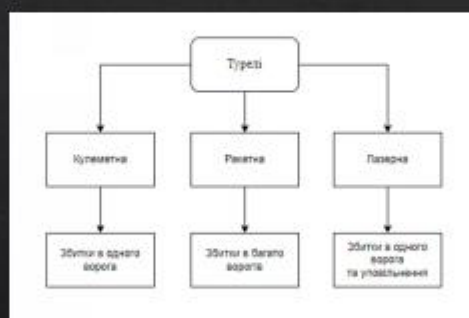 Турелі
Кулеметна
Ракетна
Лазерна
Збитки в одного
ворога
Збитки в багато
ворогів
Збитки в одного
ворога
та уповільнення